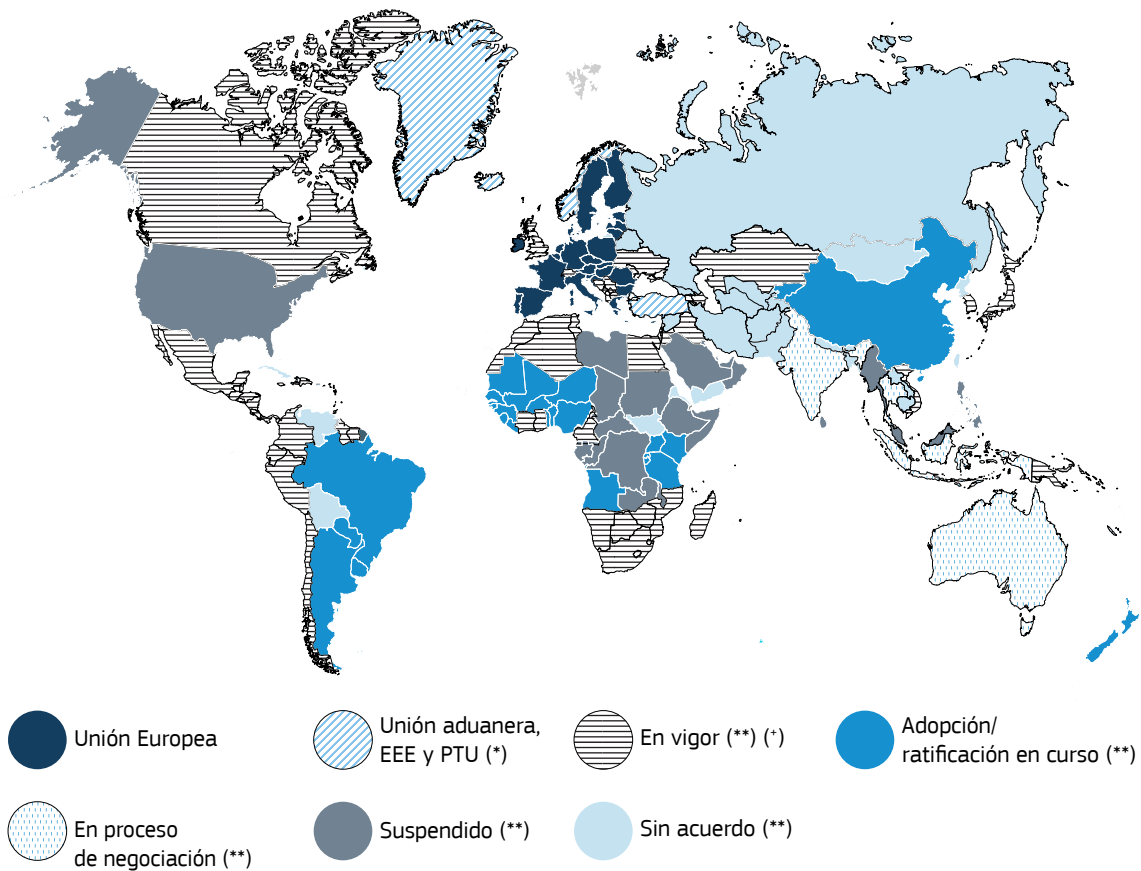 Unión Europea
Unión aduanera,
EEE y PTU (*)
En vigor (**) (⁺)
Adopción/
ratificación en curso (**)
En proceso
de negociación (**)
Suspendido (**)
Sin acuerdo (**)